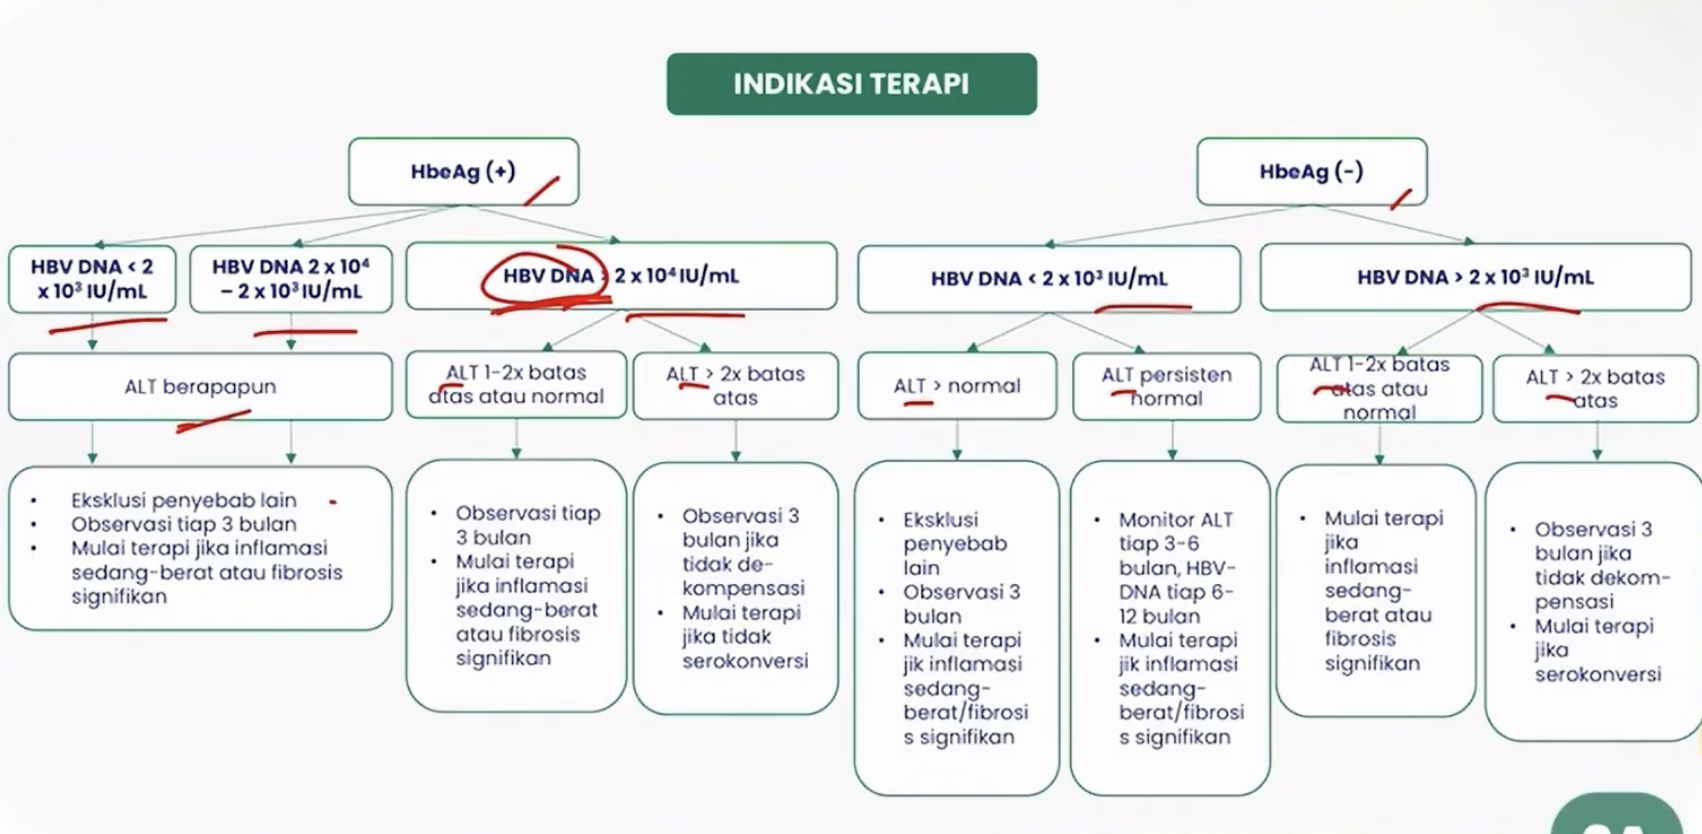 INDIKASI TERAPI
HbeAg (+)
HbeAg (-)
HBV DNA < 2
x 10³ IU/mL
HBV DNA 2 x 10⁴
– 2 x 10³ IU/mL
HBV DNA > 2 x 10⁴ IU/mL
HBV DNA < 2 x 10³ IU/mL
HBV DNA > 2 x 10³ IU/mL
ALT berapapun
ALT 1-2x batas
atas atau normal
ALT > 2x batas
atas
ALT > normal
ALT persisten
normal
ALT 1-2x batas
atas atau
normal
ALT > 2x batas
atas
• Eksklusi penyebab lain
• Observasi tiap 3 bulan
• Mulai terapi jika inflamasi
sedang-berat atau fibrosis
signifikan
• Observasi tiap
3 bulan
• Mulai terapi
jika inflamasi
sedang-berat
atau fibrosis
signifikan
• Observasi 3
bulan jika
tidak de-
kompensasi
• Mulai terapi
jika tidak
serokonversi
• Eksklusi
penyebab
lain
• Observasi 3
bulan
• Mulai terapi
jik inflamasi
sedang-
berat/fibrosi
s signifikan
• Monitor ALT
tiap 3-6
bulan, HBV-
DNA tiap 6-
12 bulan
• Mulai terapi
jik inflamasi
sedang-
berat/fibrosi
s signifikan
• Mulai terapi
jika
inflamasi
sedang-
berat atau
fibrosis
signifikan
• Observasi 3
bulan jika
tidak dekom-
pensasi
• Mulai terapi
jika
serokonversi